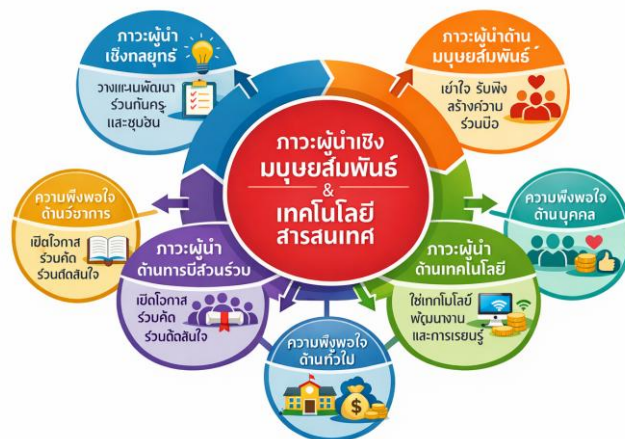 ภาวะผู้นำ
เชิงกลยุทธ์
วางแผนพัฒนา
ร่วมกับครู
และชุมชน
ภาวะผู้นำด้าน
มนุษยสัมพันธ์
เข้าใจ รับฟัง
สร้างความ
ร่วมมือ
ภาวะผู้นำเชิง
มนุษยสัมพันธ์
&
เทคโนโลยี
สารสนเทศ
ความพึงพอใจ
ด้านวิชาการ
เปิดโอกาส
ร่วมคิด
ร่วมตัดสินใจ
ความพึงพอใจ
ด้านบุคคล
ภาวะผู้นำ
ด้านการมีส่วนร่วม
เปิดโอกาส
ร่วมคิด
ร่วมตัดสินใจ
ภาวะผู้นำ
ด้านเทคโนโลยี
ใช้เทคโนโลยี
พัฒนางาน
และการเรียนรู้
ความพึงพอใจ
ด้านทั่วไป
$